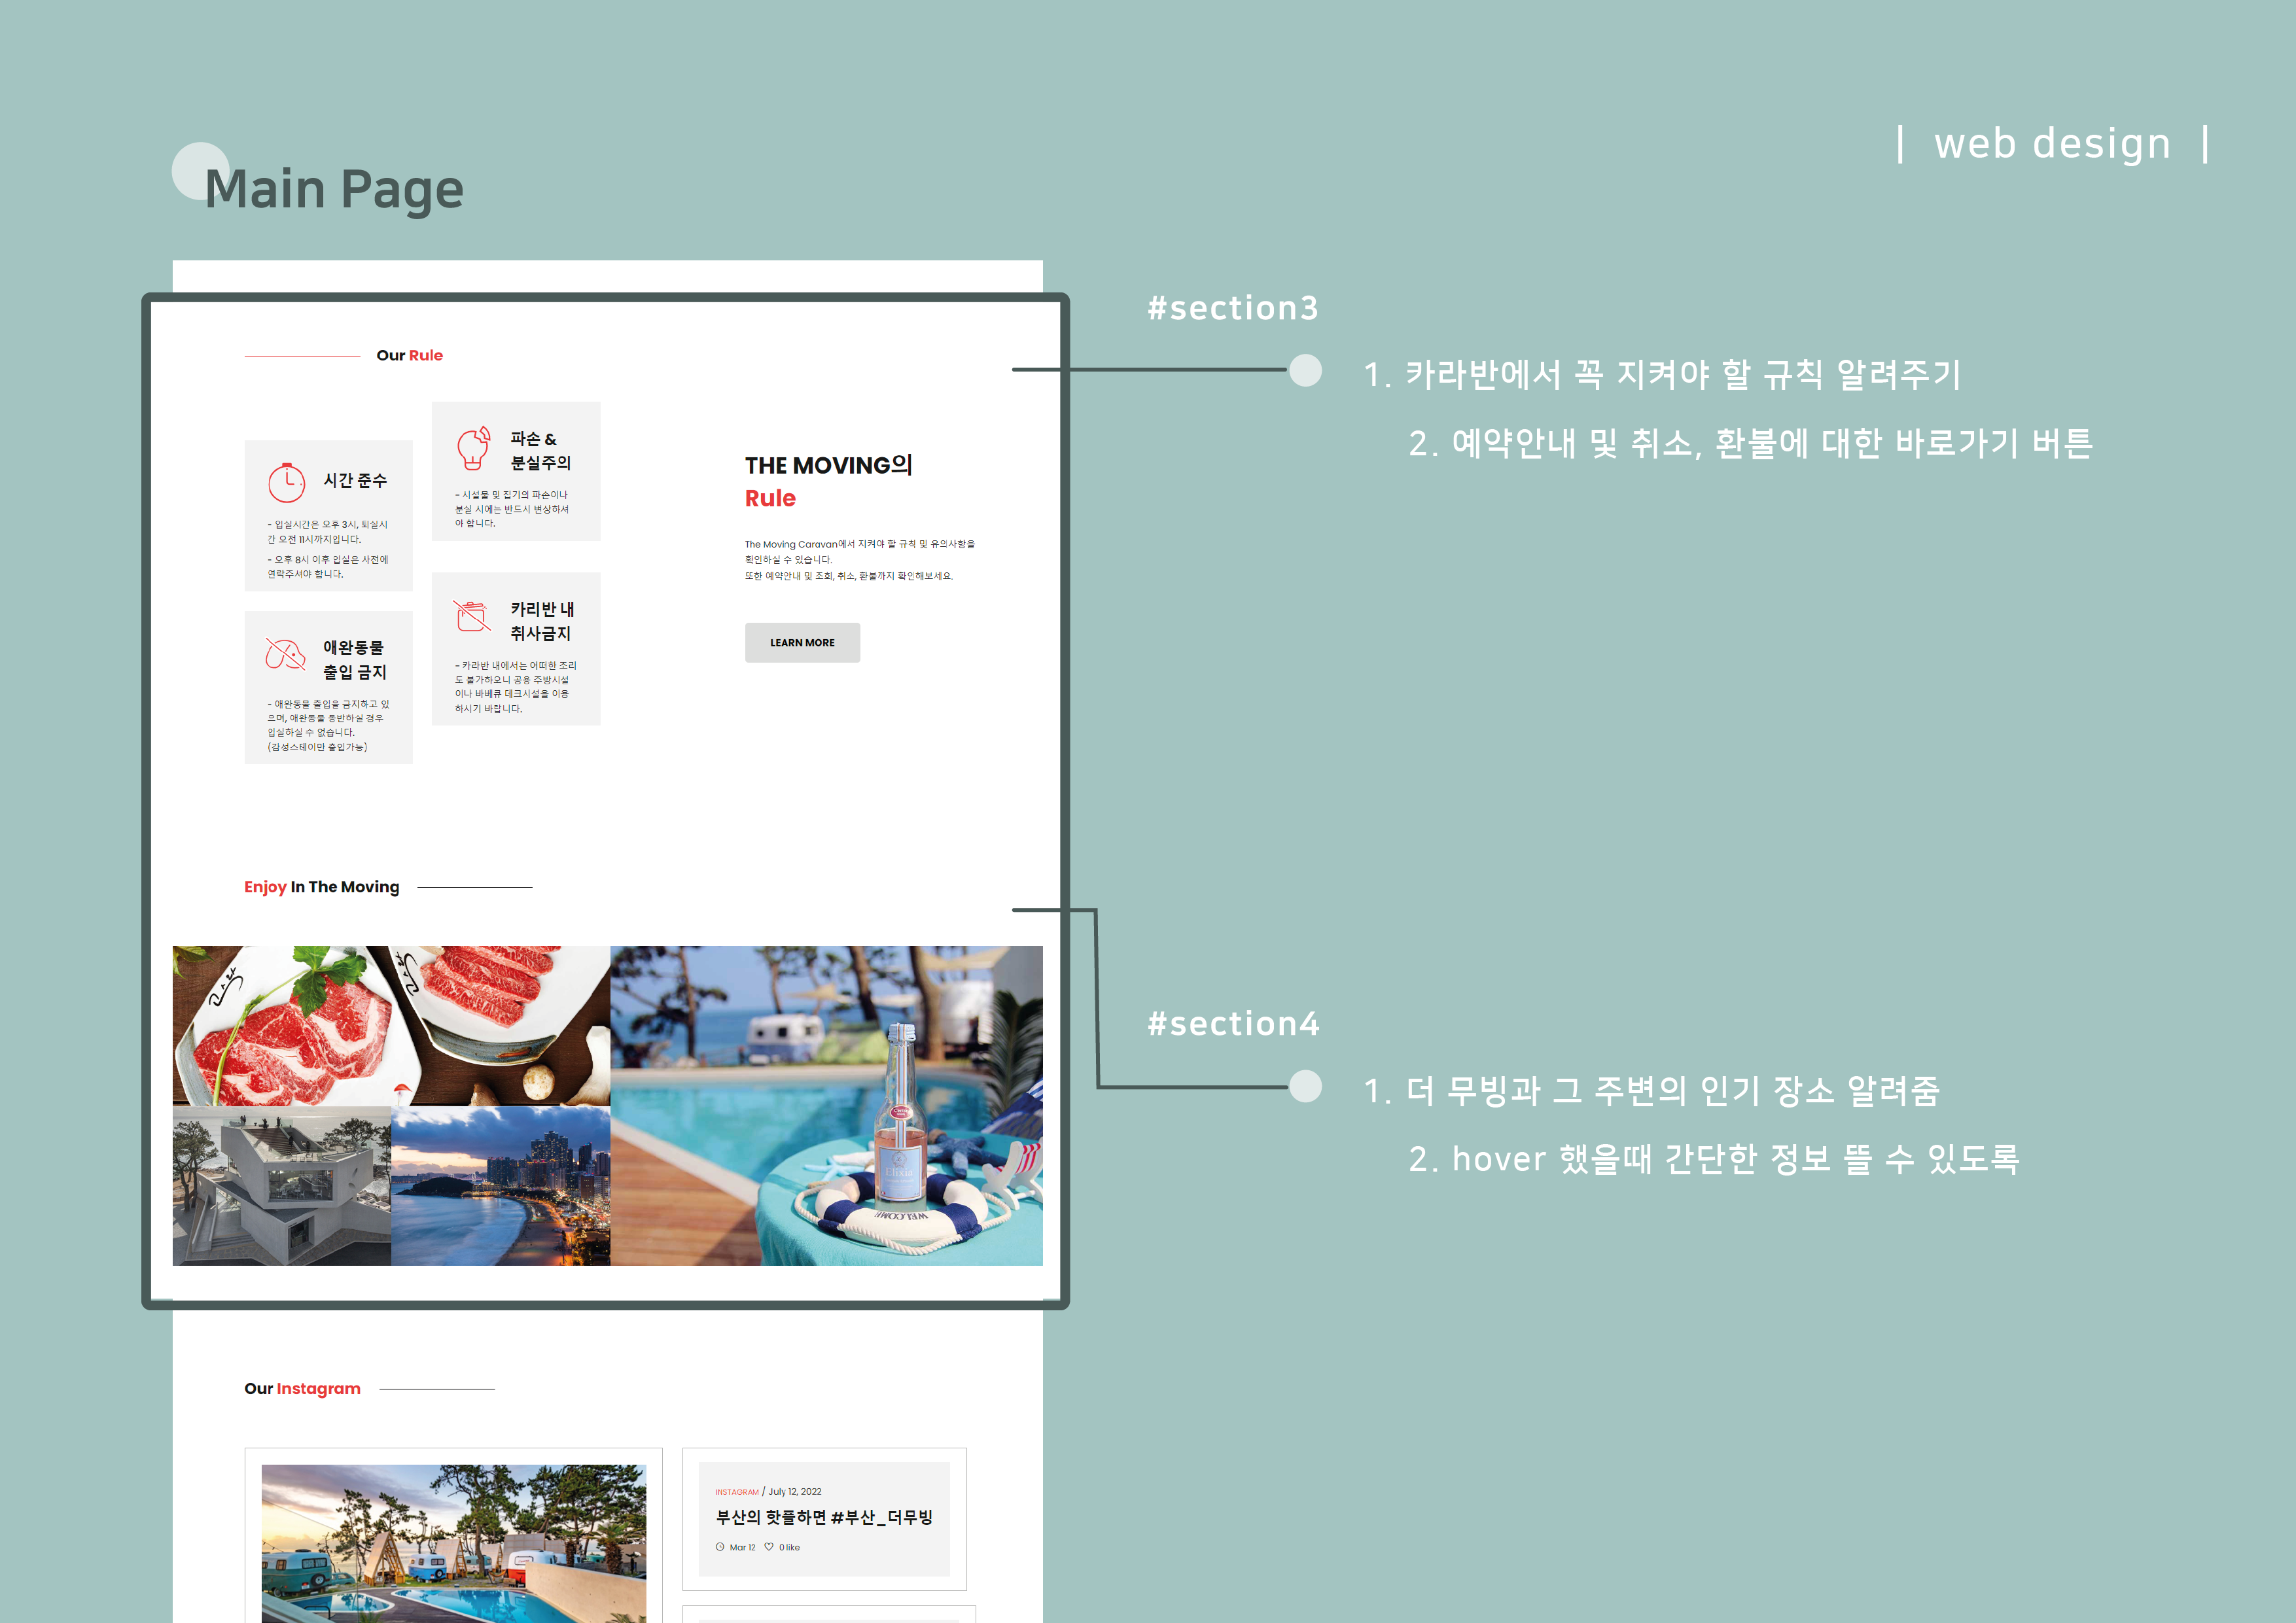 Main Page
| web design |
Our Rule
시간 준수
- 입실시간은 오후 3시, 퇴실시
간 오전 11시까지입니다.
- 오후 8시 이후 입실은 사전에
연락주셔야 합니다.
파손 &
분실주의
- 시설물 및 집기의 파손이나
분실 시에는 반드시 변상하셔
야 합니다.
애완동물
출입 금지
- 애완동물 출입을 금지하고 있
으며, 애완동물 동반하실 경우
입실하실 수 없습니다.
(감성스테이만 출입가능)
카리반 내
취사금지
- 카라반 내에서는 어떠한 조리
도 불가하오니 공용 주방시설
이나 바베큐 데크시설을 이용
하시기 바랍니다.
THE MOVING의
Rule
The Moving Caravan에서 지켜야 할 규칙 및 유의사항을
확인하실 수 있습니다.
또한 예약안내 및 조회, 취소, 환불까지 확인해보세요.
LEARN MORE
#section3
1. 카라반에서 꼭 지켜야 할 규칙 알려주기
2. 예약안내 및 취소, 환불에 대한 바로가기 버튼
Enjoy In The Moving
WELCOME
#section4
1. 더 무빙과 그 주변의 인기 장소 알려줌
2. hover 했을때 간단한 정보 뜰 수 있도록
Our Instagram
INSTAGRAM / July 12, 2022
부산의 핫플하면 #부산_더무빙
Mar 12 0 like